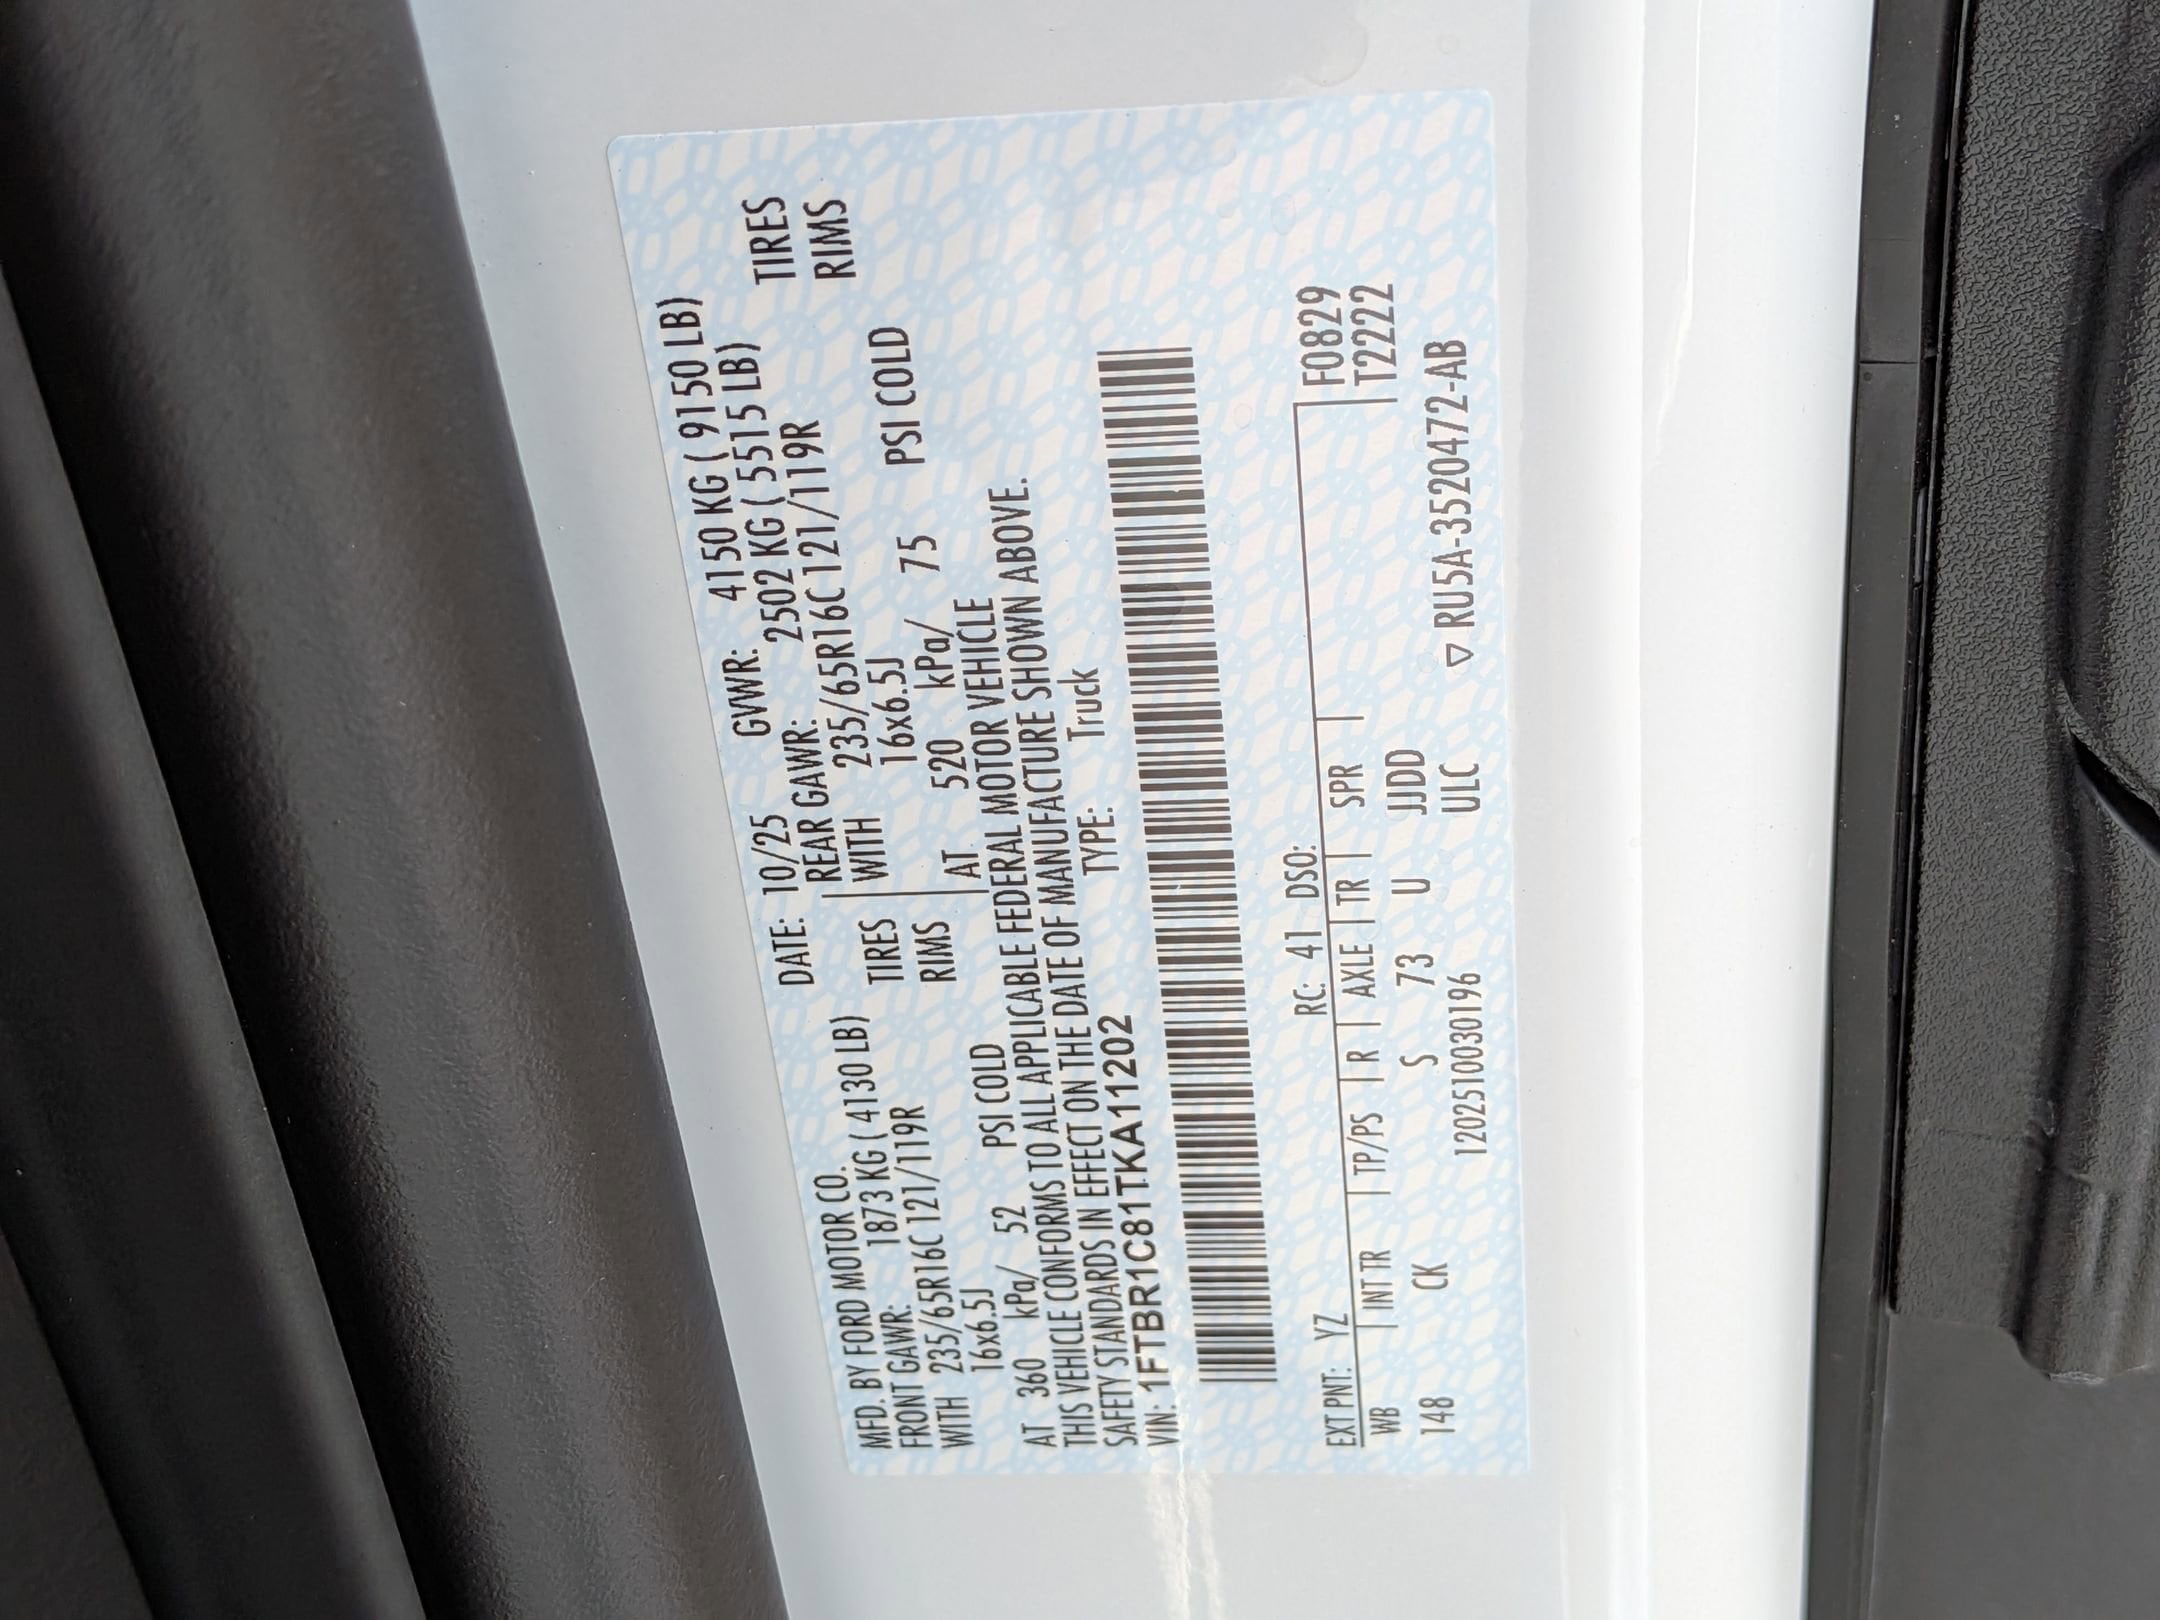 MFD. BY FORD MOTOR CO. DATE: 10/25 GVWR: 4150 KG ( 9150 LB)
FRONT GAWR: 1873 KG ( 4130 LB) REAR GAWR: 2502 KG ( 5515 LB)
WITH 235/65R16C 121/119R TIRES WITH 235/65R16C 121/119R TIRES
16x6.5J RIMS 16x6.5J RIMS
AT 360 kPa/ 52 PSI COLD AT 520 kPa/ 75 PSI COLD
THIS VEHICLE CONFORMS TO ALL APPLICABLE FEDERAL MOTOR VEHICLE
SAFETY STANDARDS IN EFFECT ON THE DATE OF MANUFACTURE SHOWN ABOVE.
VIN: 1FTBR1C81TKA11202 TYPE: Truck
EXT PNT: YZ RC: 41 DSO: F0829
WB | INT TR | TP/PS | R | AXLE | TR | SPR | T2222
148 CK S 73 U JJDD
1202510030196 ULC ▽ RU5A-3520472-AB